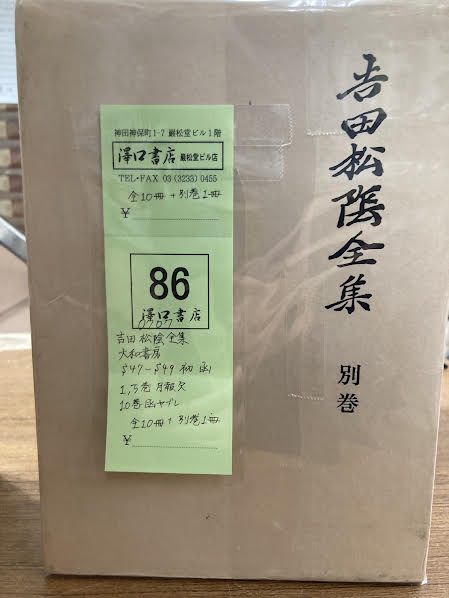 吉田松陰全集
別巻
神田神保町1-7 巌松堂ビル1階
澤口書店 巌松堂ビル店
TEL・FAX 03(3233)0455
全10冊+別巻1冊
¥
86
澤口書店
0707
吉田松陰全集
大和書房
S47-S49 初 函
1,5巻月報欠
10巻函ヤブレ
全10冊+別巻1冊
¥